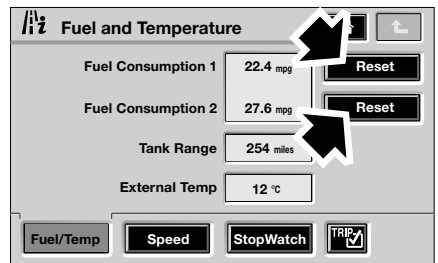 i Fuel and Temperature
Fuel Consumption 1 22.4 mpg Reset
Fuel Consumption 2 27.6 mpg Reset
Tank Range 254 miles
External Temp 12 °C
Fuel/Temp Speed StopWatch TRIP